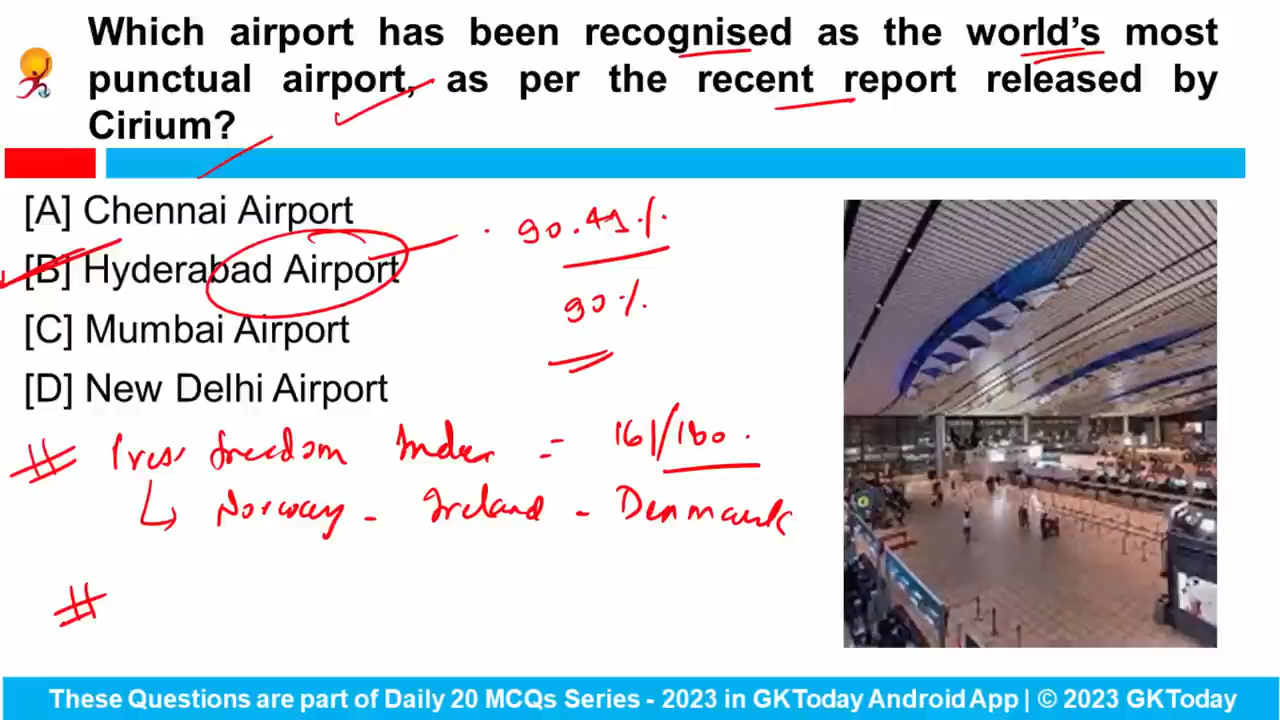 Which airport has been recognised as the world's most
punctual airport, as per the recent report released by
Cirium?
[A] Chennai Airport
[B] Hyderabad Airport
90.41%
90%
[C] Mumbai Airport
[D] New Delhi Airport
# Press freedom Index = 161/180.
↳ Norway - Ireland - Denmark
#
These Questions are part of Daily 20 MCQs Series - 2023 in GKToday Android App | © 2023 GKToday